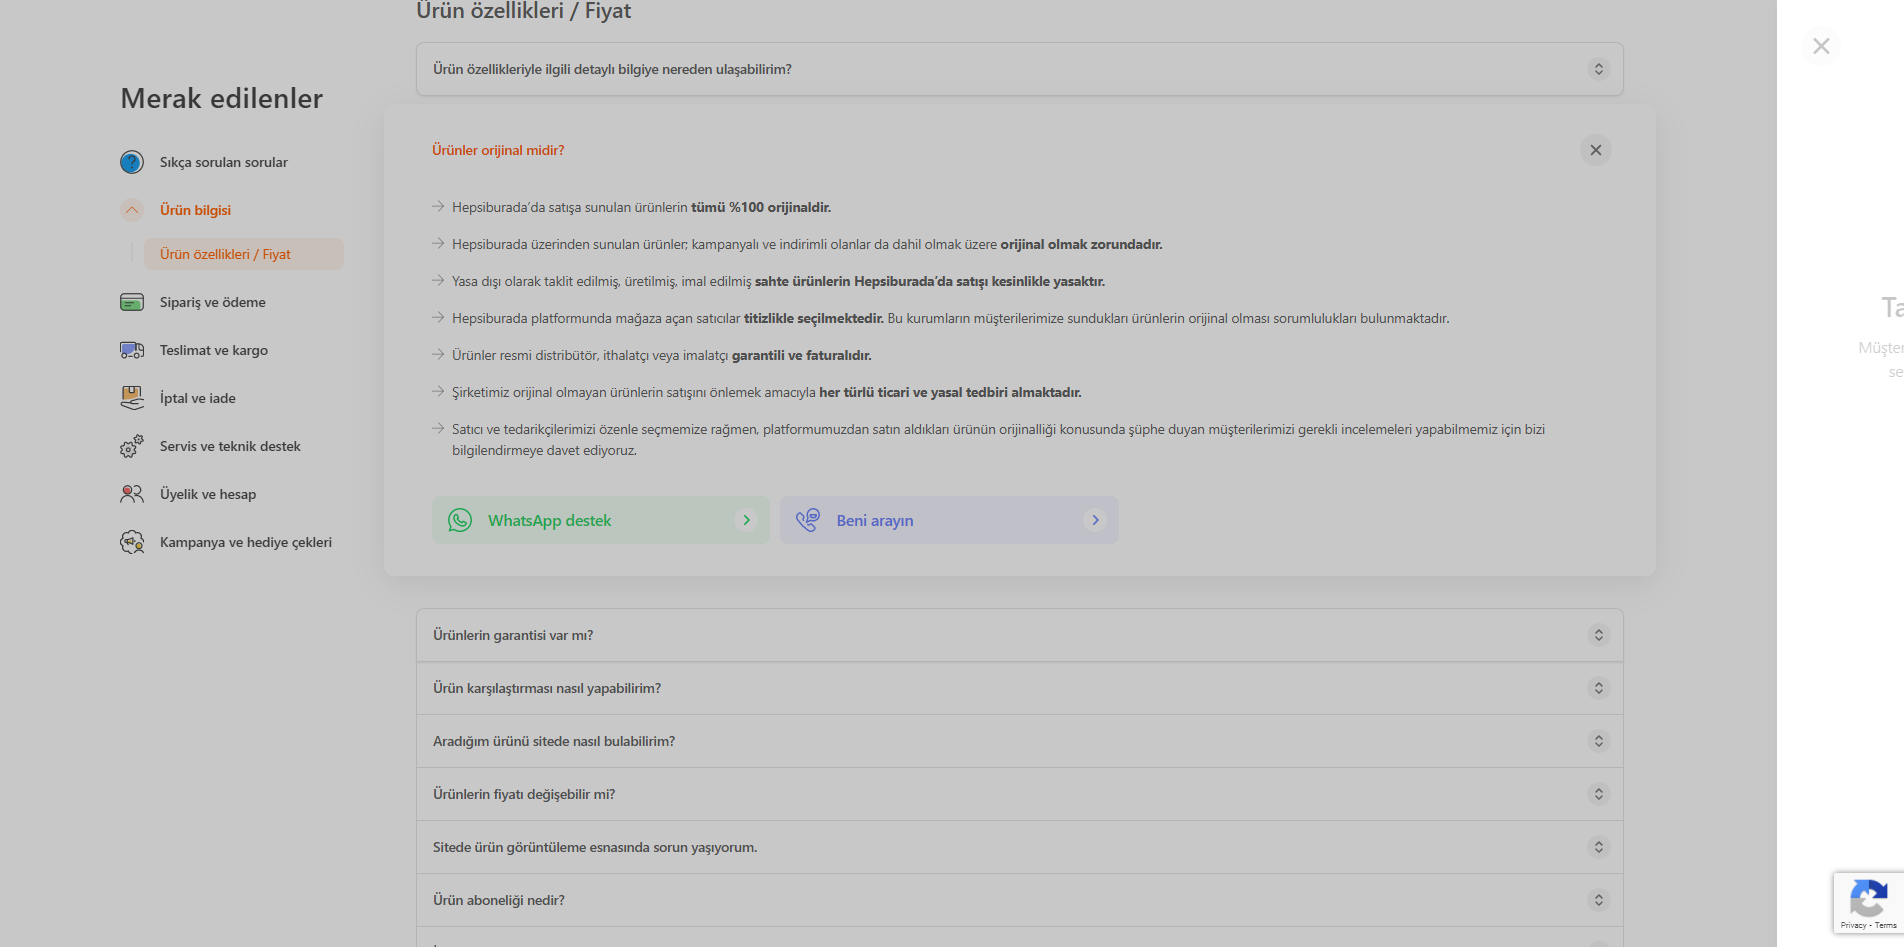 Ürün özellikleri / Fiyat
Ürün özellikleriyle ilgili detaylı bilgiye nereden ulaşabilirim?
Merak edilenler
Sıkça sorulan sorular
Ürün bilgisi
Ürün özellikleri / Fiyat
Sipariş ve ödeme
Teslimat ve kargo
İptal ve iade
Servis ve teknik destek
Üyelik ve hesap
Kampanya ve hediye çekleri
Ürünler orijinal midir?
Hepsiburada’da satışa sunulan ürünlerin tümü %100 orijinaldir.
Hepsiburada üzerinden sunulan ürünler; kampanyalı ve indirimli olanlar da dahil olmak üzere orijinal olmak zorundadır.
Yasa dışı olarak taklit edilmiş, üretilmiş, imal edilmiş sahte ürünlerin Hepsiburada’da satışı kesinlikle yasaktır.
Hepsiburada platformunda mağaza açan satıcılar titizlikle seçilmektedir. Bu kurumların müşterilerimize sundukları ürünlerin orijinal olması sorumlulukları bulunmaktadır.
Ürünler resmi distribütör, ithalatçı veya imalatçı garantili ve faturalıdır.
Şirketimiz orijinal olmayan ürünlerin satışını önlemek amacıyla her türlü ticari ve yasal tedbiri almaktadır.
Satıcı ve tedarikçilerimizi özenle seçmemize rağmen, platformumuzdan satın aldıkları ürünün orijinalliği konusunda şüphe duyan müşterilerimizi gerekli incelemeleri yapabilmemiz için bizi
bilgilendirmeye davet ediyoruz.
WhatsApp destek
Beni arayın
Ürünlerin garantisi var mı?
Ürün karşılaştırması nasıl yapabilirim?
Aradığım ürünü sitede nasıl bulabilirim?
Ürünlerin fiyatı değişebilir mi?
Sitede ürün görüntüleme esnasında sorun yaşıyorum.
Ürün aboneliği nedir?
Ta
Müşter
se
Privacy - Terms